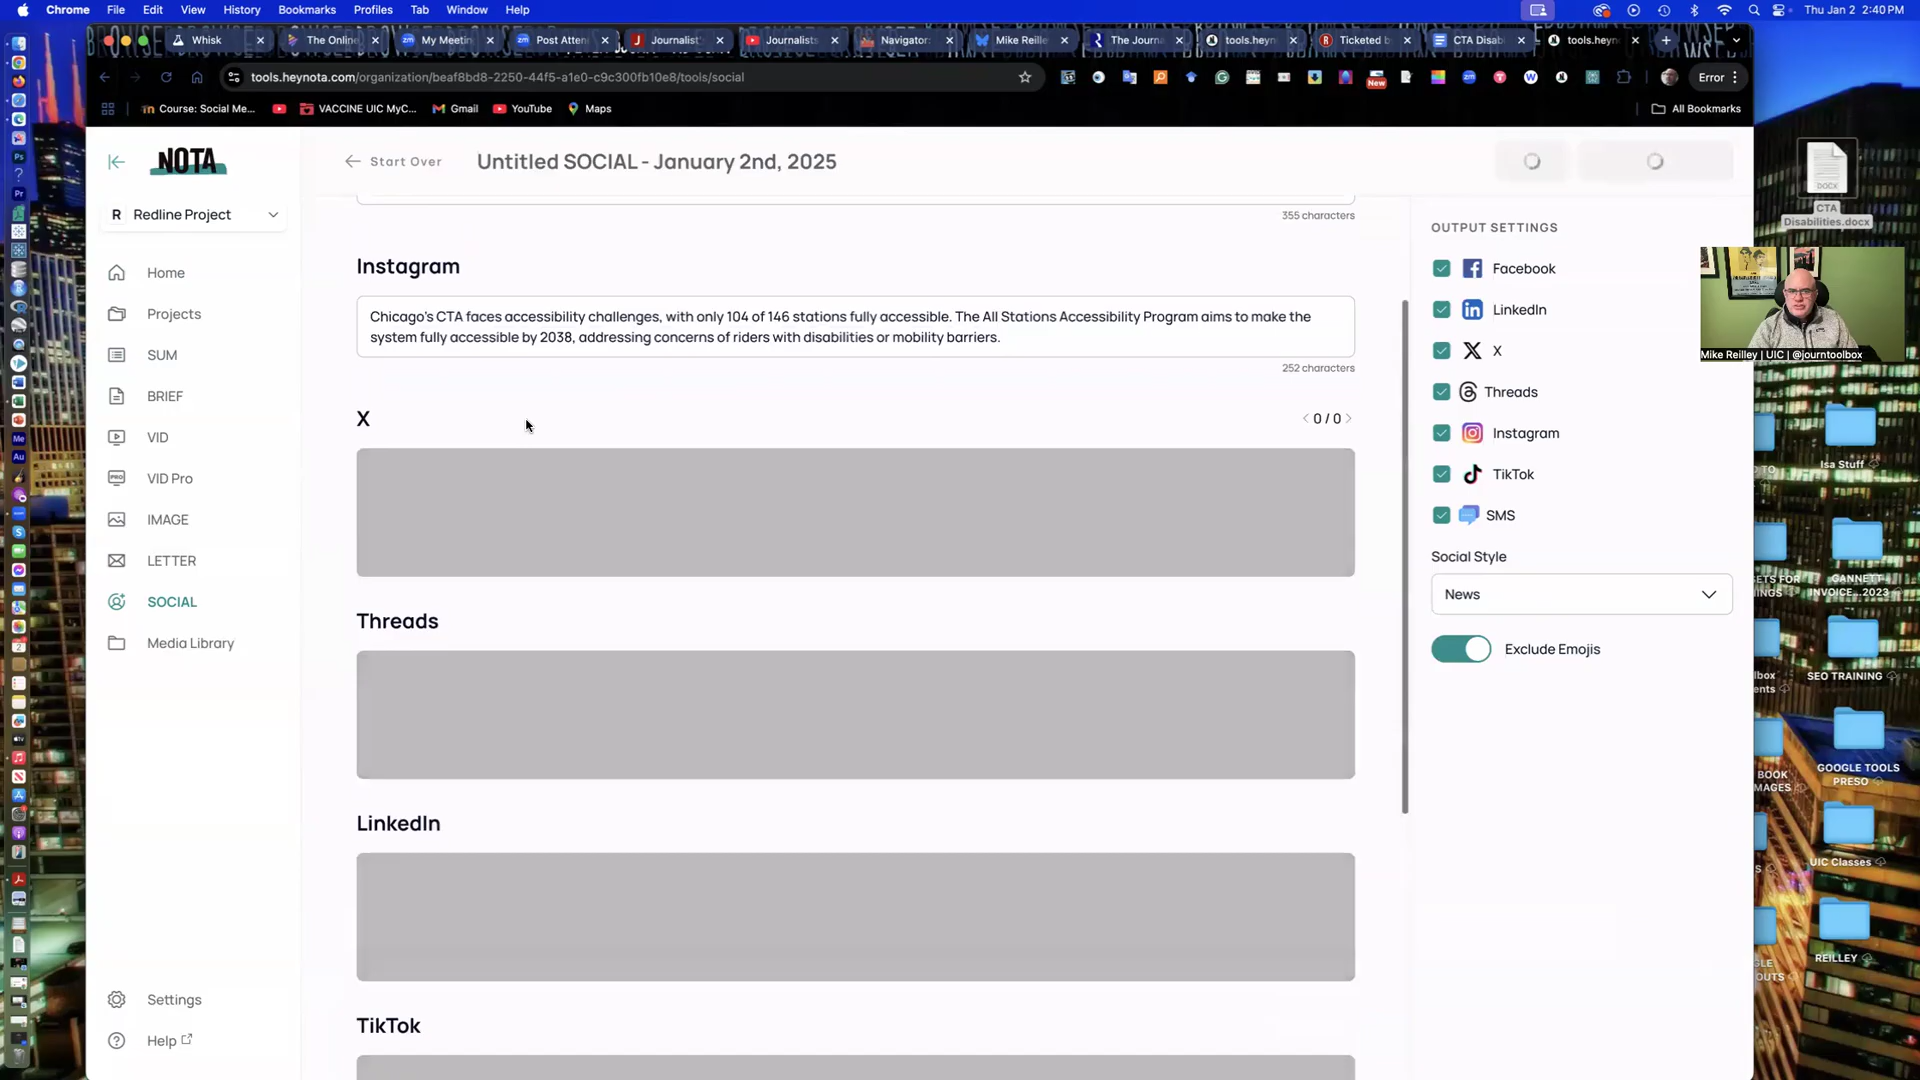 Chrome File Edit View History Bookmarks Profiles Tab Window Help Thu Jan 2 2:40 PM
Whisk The Online My Meetin Post Atten Journalist' Journalists Navigator: Mike Reille The Journa tools.heyn Ticketed b CTA Disab tools.heyn
tools.heynota.com/organization/beaf8bd8-2250-44f5-a1e0-c9c300fb10e8/tools/social New Error
Course: Social Me... VACCINE UIC MyC... Gmail YouTube Maps All Bookmarks
NOTA
Start Over
Untitled SOCIAL - January 2nd, 2025
R Redline Project
Home
Projects
SUM
BRIEF
VID
VID Pro
IMAGE
LETTER
SOCIAL
Media Library
Settings
Help
355 characters
Instagram
Chicago's CTA faces accessibility challenges, with only 104 of 146 stations fully accessible. The All Stations Accessibility Program aims to make the
system fully accessible by 2038, addressing concerns of riders with disabilities or mobility barriers.
252 characters
X
0 / 0
Threads
LinkedIn
TikTok
OUTPUT SETTINGS
Facebook
LinkedIn
X
Threads
Instagram
TikTok
SMS
Social Style
News
Exclude Emojis
DOCX
CTA
Disabilities.docx
Mike Reilley | UIC | @journtoolbox
Isa Stuff
GANNETT
INVOICE...2023
SEO TRAINING
GOOGLE TOOLS
PRESO
UIC Classes
REILLEY